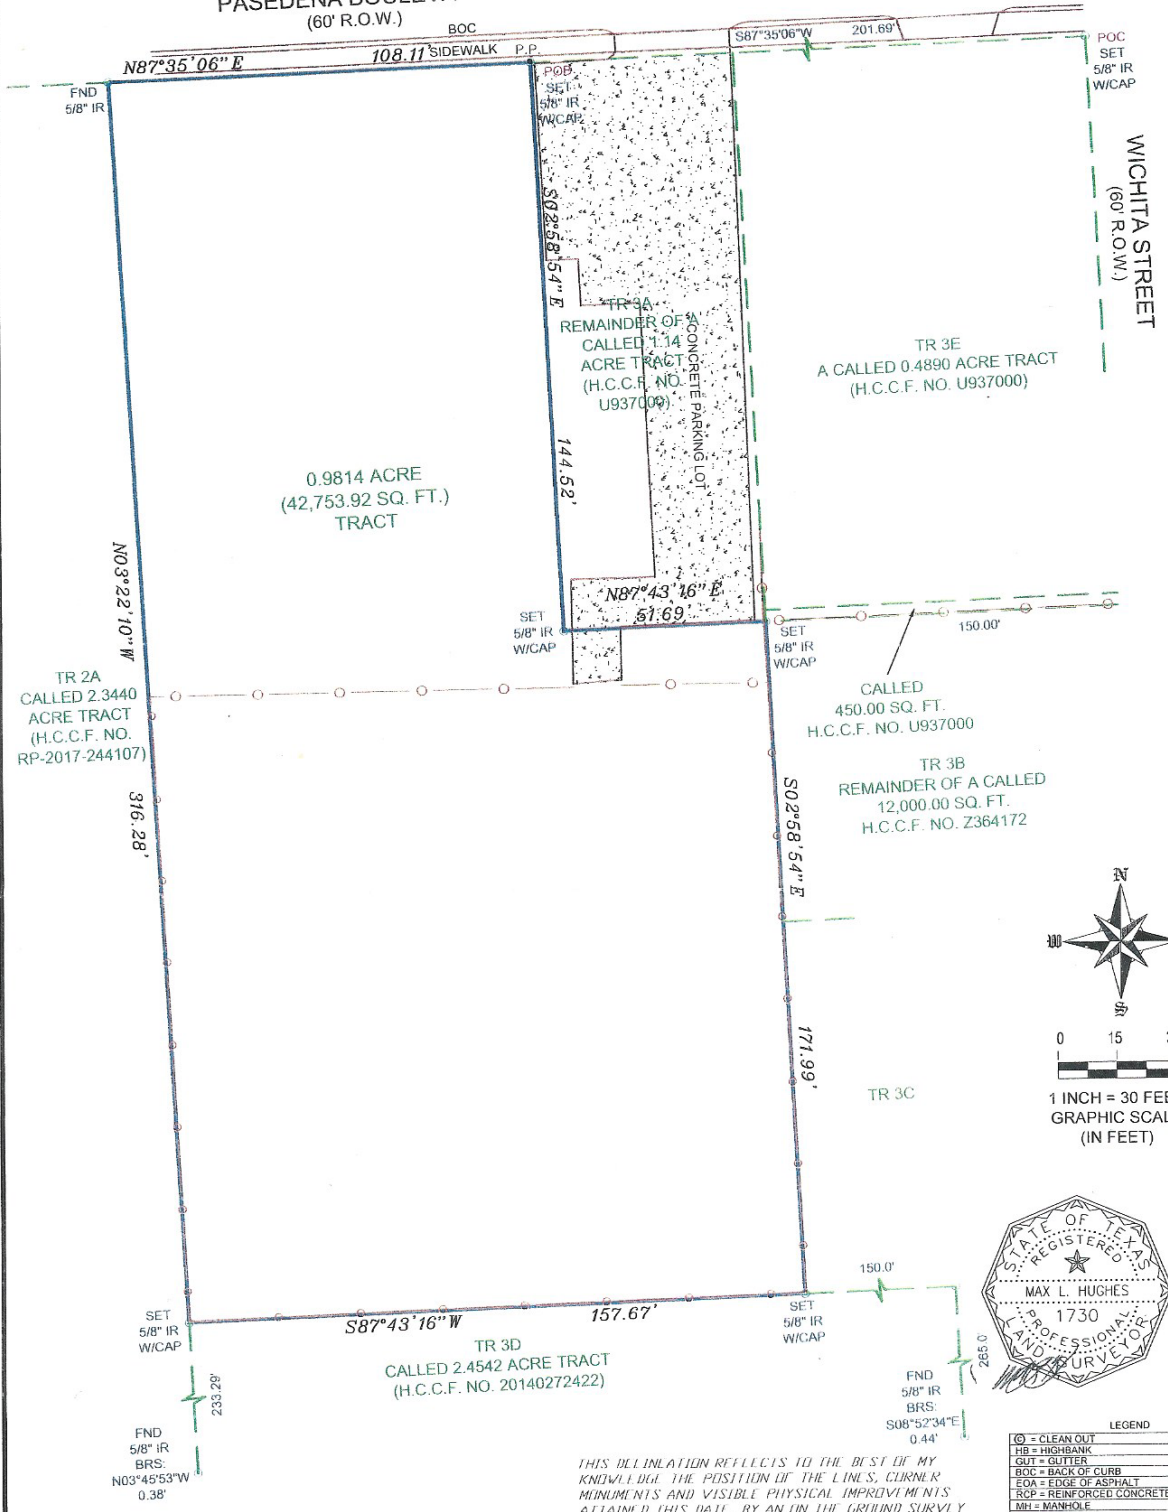 (60' R.O.W.)
BOC
S87°35'06"W 201.69'
N87°35'06" E 108.11' SIDEWALK P.P.
POC
SET
5/8" IR
W/CAP
FND
5/8" IR
POB
SET
5/8" IR
W/CAP
WICHITA STREET
(60' R.O.W.)
S02°58'54" E
144.52'
TR 3A
REMAINDER OF A
CALLED 1.14
ACRE TRACT
(H.C.C.F. NO.
U937000)
CONCRETE PARKING LOT
TR 3E
A CALLED 0.4890 ACRE TRACT
(H.C.C.F. NO. U937000)
0.9814 ACRE
(42,753.92 SQ. FT.)
TRACT
N03°22'10" W
316.28'
N87°43'16" E
51.69'
SET
5/8" IR
W/CAP
SET
5/8" IR
W/CAP
150.00'
TR 2A
CALLED 2.3440
ACRE TRACT
(H.C.C.F. NO.
RP-2017-244107)
CALLED
450.00 SQ. FT.
H.C.C.F. NO. U937000
TR 3B
REMAINDER OF A CALLED
12,000.00 SQ. FT.
H.C.C.F. NO. Z364172
S02°58'54" E
171.99'
N
W
S
0 15
1 INCH = 30 FEE
GRAPHIC SCAL
(IN FEET)
TR 3C
STATE OF TEXAS
REGISTERED
MAX L. HUGHES
1730
PROFESSIONAL
LAND SURVEYOR
150.0'
SET
5/8" IR
W/CAP
S87°43'16" W 157.67'
SET
5/8" IR
W/CAP
TR 3D
CALLED 2.4542 ACRE TRACT
(H.C.C.F. NO. 20140272422)
233.29'
265.0'
FND
5/8" IR
BRS:
S08°52'34"E
0.44'
FND
5/8" IR
BRS:
N03°45'53"W
0.38'
THIS DELINEATION REFLECTS TO THE BEST OF MY
KNOWLEDGE THE POSITION OF THE LINES, CORNER
MONUMENTS AND VISIBLE PHYSICAL IMPROVEMENTS
ATTAINED THIS DATE, BY AN ON THE GROUND SURVEY
LEGEND
© = CLEAN OUT
HB = HIGHBANK
GUT = GUTTER
BOC = BACK OF CURB
EOA = EDGE OF ASPHALT
RCP = REINFORCED CONCRETE
MH = MANHOLE